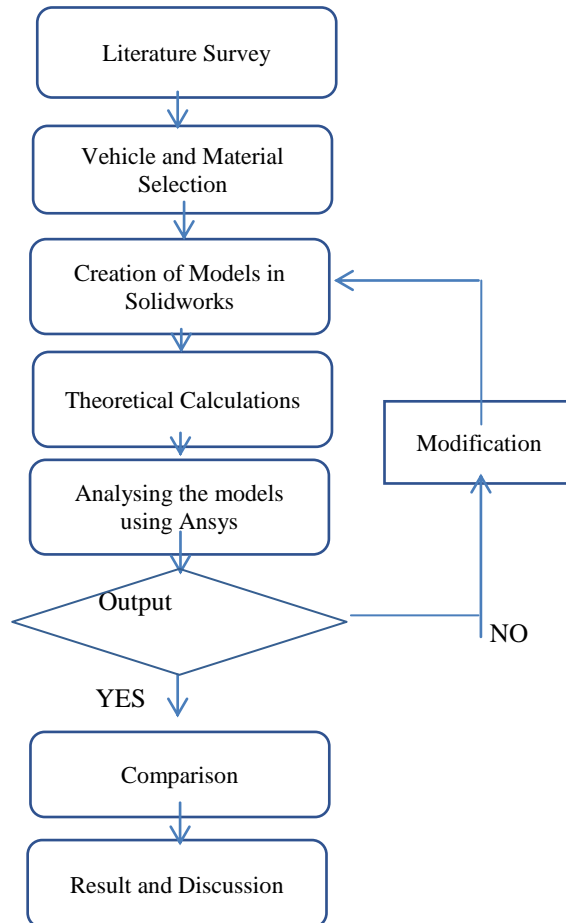 Literature Survey
Vehicle and Material
Selection
Creation of Models in
Solidworks
Theoretical Calculations
Modification
Analysing the models
using Ansys
Output
NO
YES
Comparison
Result and Discussion